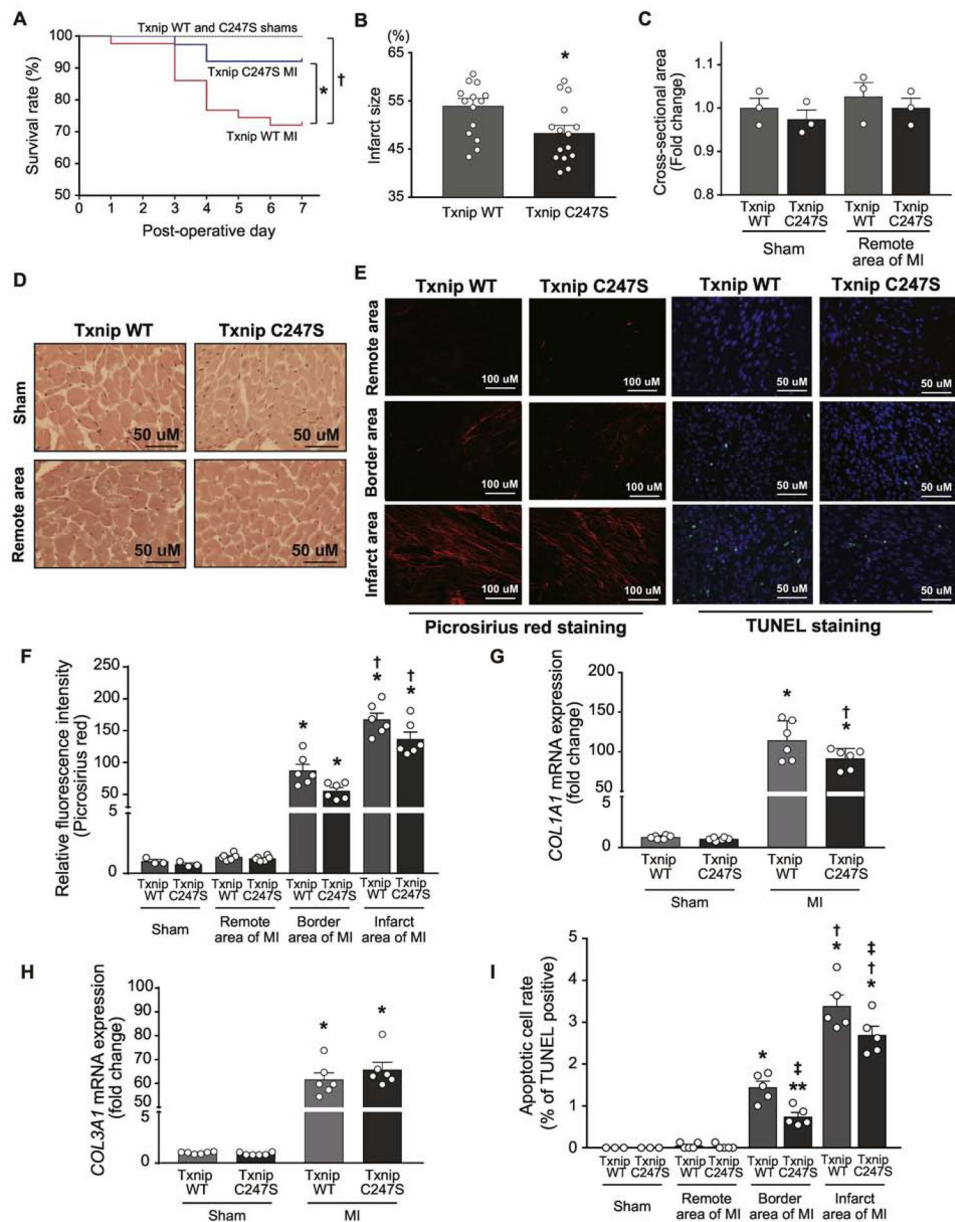 A
Txnip WT and C247S shams
Txnip C247S MI
Txnip WT MI
*
†
Survival rate (%)
100
90
80
70
60
50
0 1 2 3 4 5 6 7
Post-operative day
B
(%)
Infarct size
65
55
45
35
*
Txnip WT Txnip C247S
C
Cross-sectional area
(Fold change)
1.0
0.9
0.8
Txnip WT
Txnip C247S
Txnip WT
Txnip C247S
Sham
Remote area of MI
D
Txnip WT Txnip C247S
Sham
50 uM
50 uM
Remote area
50 uM
50 uM
E
Txnip WT Txnip C247S Txnip WT Txnip C247S
Remote area
100 uM
100 uM
50 uM
50 uM
Border area
100 uM
100 uM
50 uM
50 uM
Infarct area
100 uM
100 uM
50 uM
50 uM
Picrosirius red staining
TUNEL staining
F
Relative fluorescence intensity
(Picrosirius red)
250
200
150
100
50
5
0
*
*
†
*
†
*
Txnip WT
Txnip C247S
Txnip WT
Txnip C247S
Txnip WT
Txnip C247S
Txnip WT
Txnip C247S
Sham
Remote area of MI
Border area of MI
Infarct area of MI
G
COL1A1 mRNA expression
(fold change)
200
150
100
50
5
0
*
†
*
Txnip WT
Txnip C247S
Txnip WT
Txnip C247S
Sham
MI
H
COL3A1 mRNA expression
(fold change)
100
90
80
70
60
50
5
0
*
*
Txnip WT
Txnip C247S
Txnip WT
Txnip C247S
Sham
MI
I
Apoptotic cell rate
(% of TUNEL positive)
5
4
3
2
1
0
*
‡
**
†
*
‡
†
*
Txnip WT
Txnip C247S
Txnip WT
Txnip C247S
Txnip WT
Txnip C247S
Txnip WT
Txnip C247S
Sham
Remote area of MI
Border area of MI
Infarct area of MI